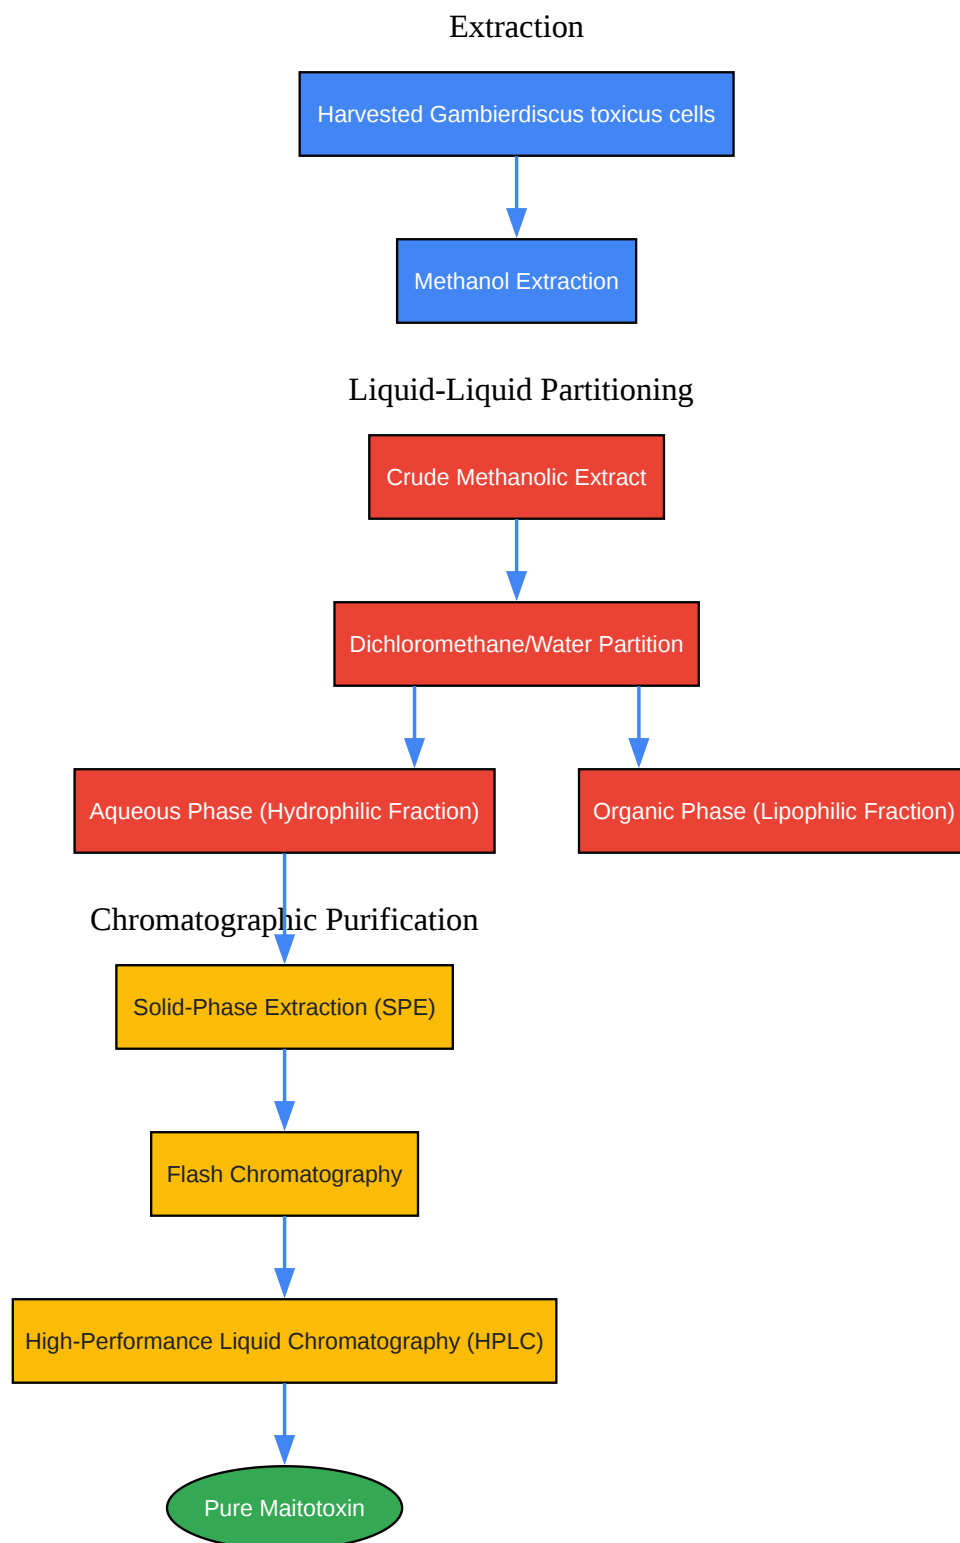 Extraction
Harvested Gambierdiscus toxicus cells
Methanol Extraction
Liquid-Liquid Partitioning
Crude Methanolic Extract
Dichloromethane/Water Partition
Aqueous Phase (Hydrophilic Fraction)
Organic Phase (Lipophilic Fraction)
Chromatographic Purification
Solid-Phase Extraction (SPE)
Flash Chromatography
High-Performance Liquid Chromatography (HPLC)
Pure Maitotoxin